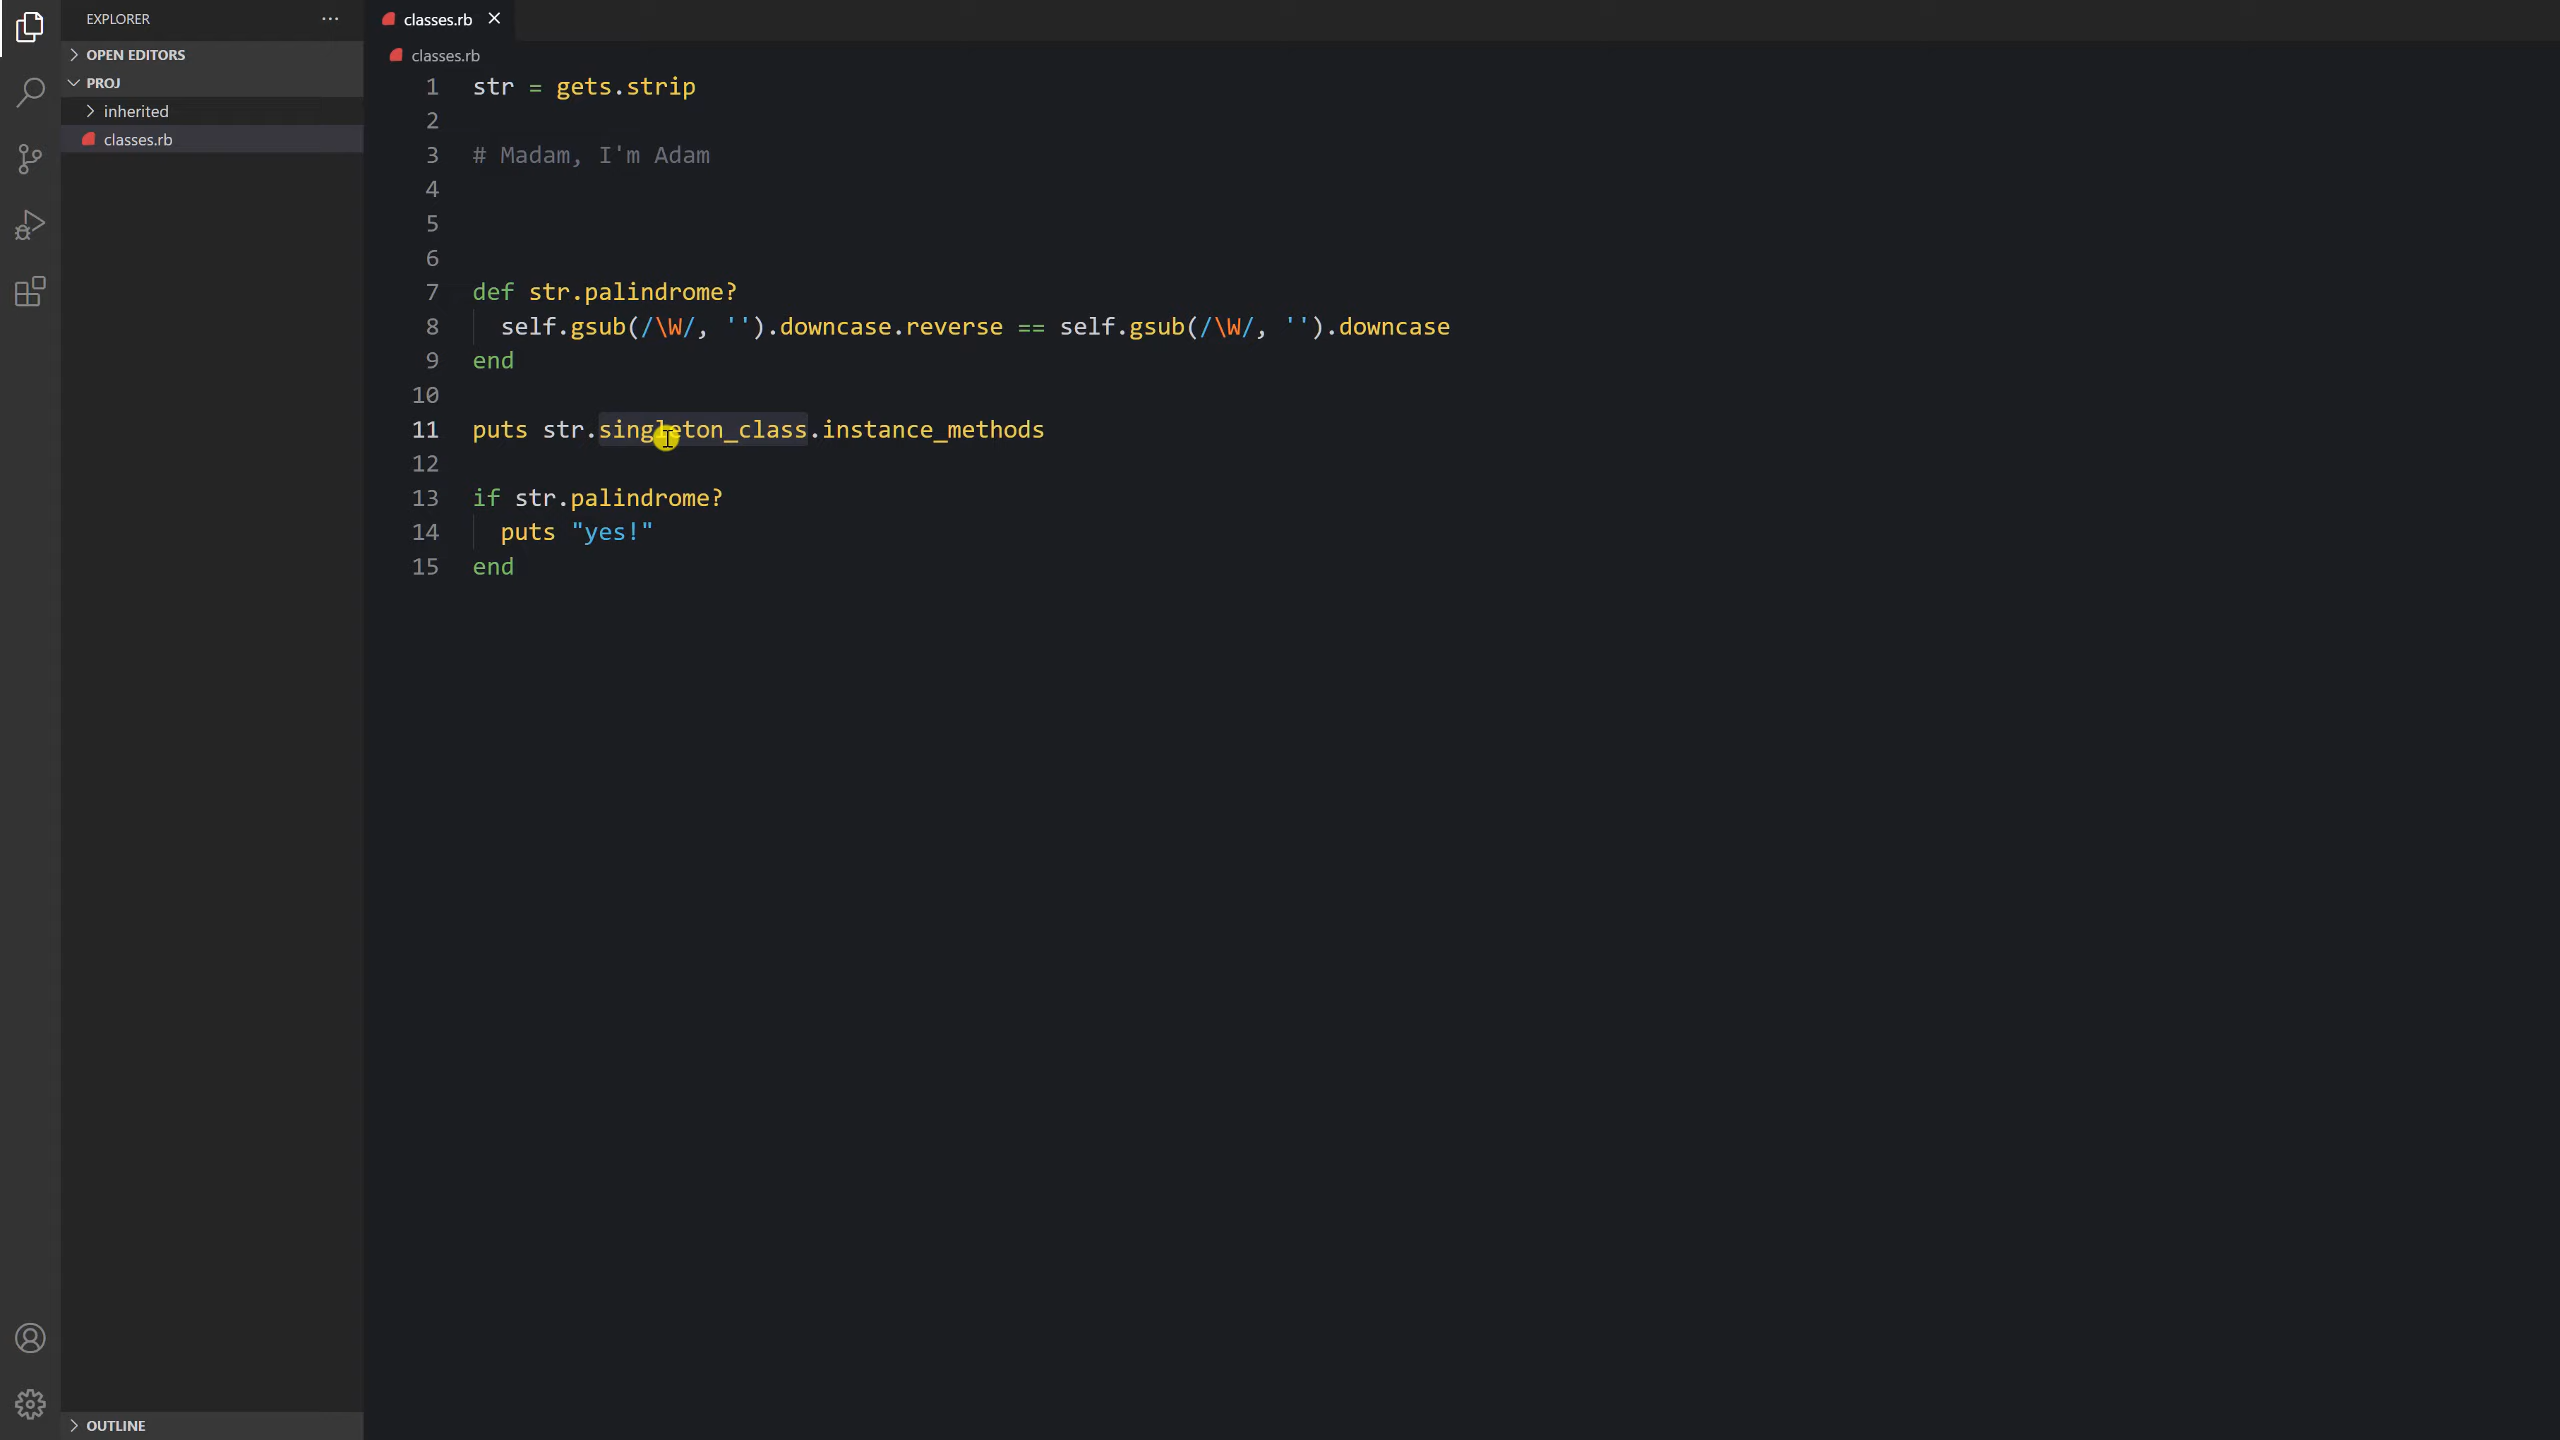 EXPLORER
OPEN EDITORS
PROJ
inherited
classes.rb
OUTLINE
classes.rb
classes.rb
1 str = gets.strip
2
3 # Madam, I'm Adam
4
5
6
7 def str.palindrome?
8 self.gsub(/\W/, '').downcase.reverse == self.gsub(/\W/, '').downcase
9 end
10
11 puts str.singleton_class.instance_methods
12
13 if str.palindrome?
14 puts "yes!"
15 end